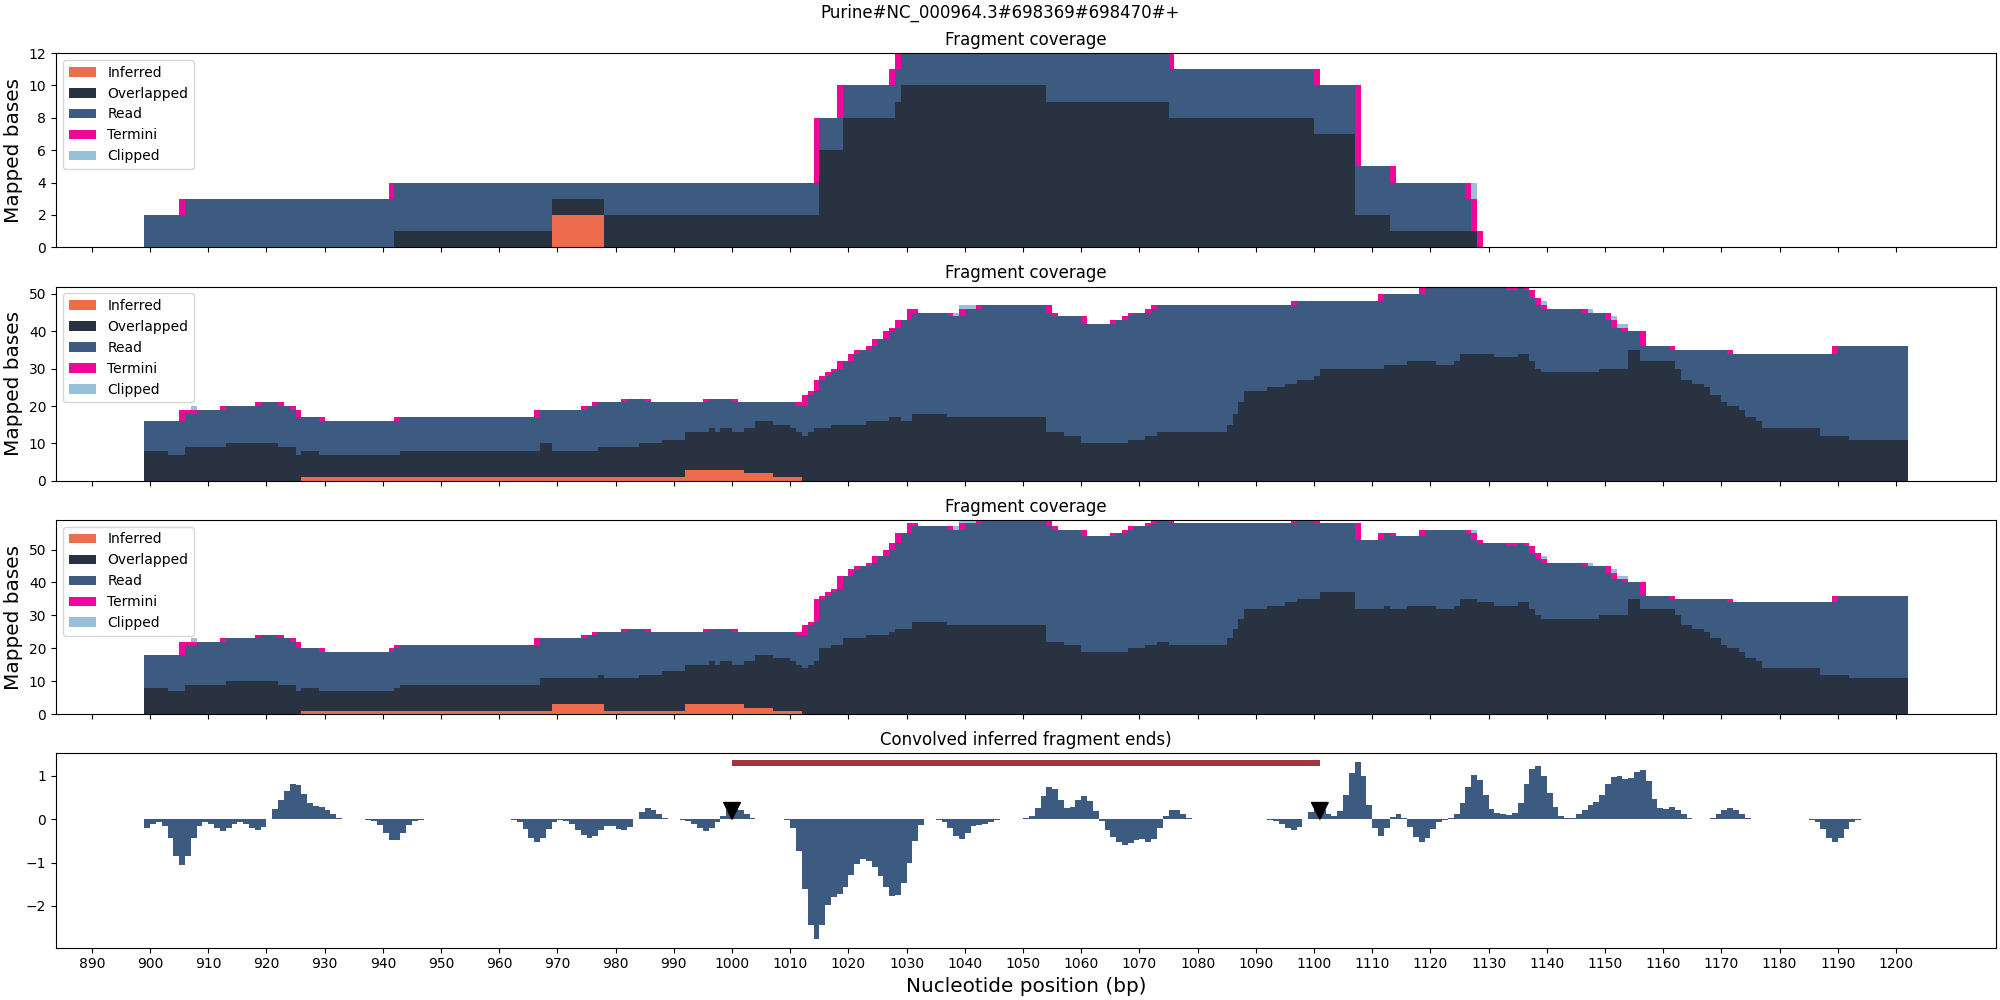 Purine#NC_000964.3#698369#698470#+
Fragment coverage
Mapped bases
12
10
8
6
4
2
0
Inferred
Overlapped
Read
Termini
Clipped
Fragment coverage
Mapped bases
50
40
30
20
10
0
Inferred
Overlapped
Read
Termini
Clipped
Fragment coverage
Mapped bases
50
40
30
20
10
0
Inferred
Overlapped
Read
Termini
Clipped
Convolved inferred fragment ends)
1
0
−1
−2
890 900 910 920 930 940 950 960 970 980 990 1000 1010 1020 1030 1040 1050 1060 1070 1080 1090 1100 1110 1120 1130 1140 1150 1160 1170 1180 1190 1200
Nucleotide position (bp)